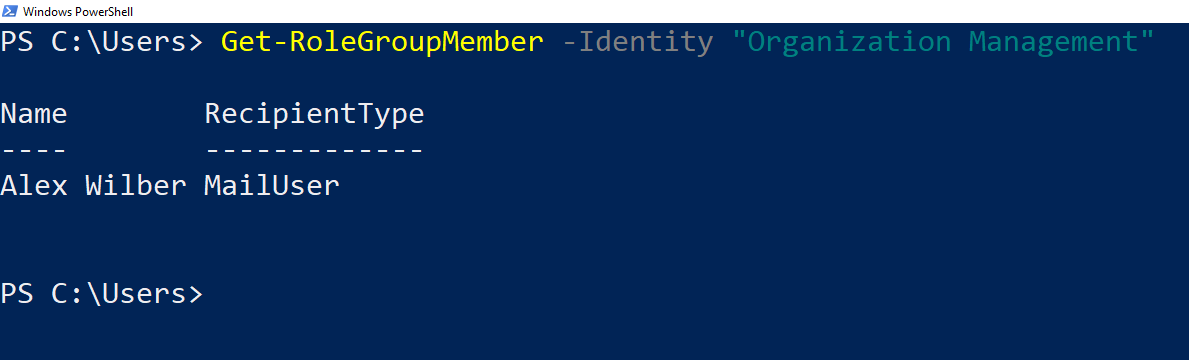 Windows PowerShell
PS C:\Users> Get-RoleGroupMember -Identity "Organization Management"
Name        RecipientType
----        -------------
Alex Wilber MailUser
PS C:\Users>